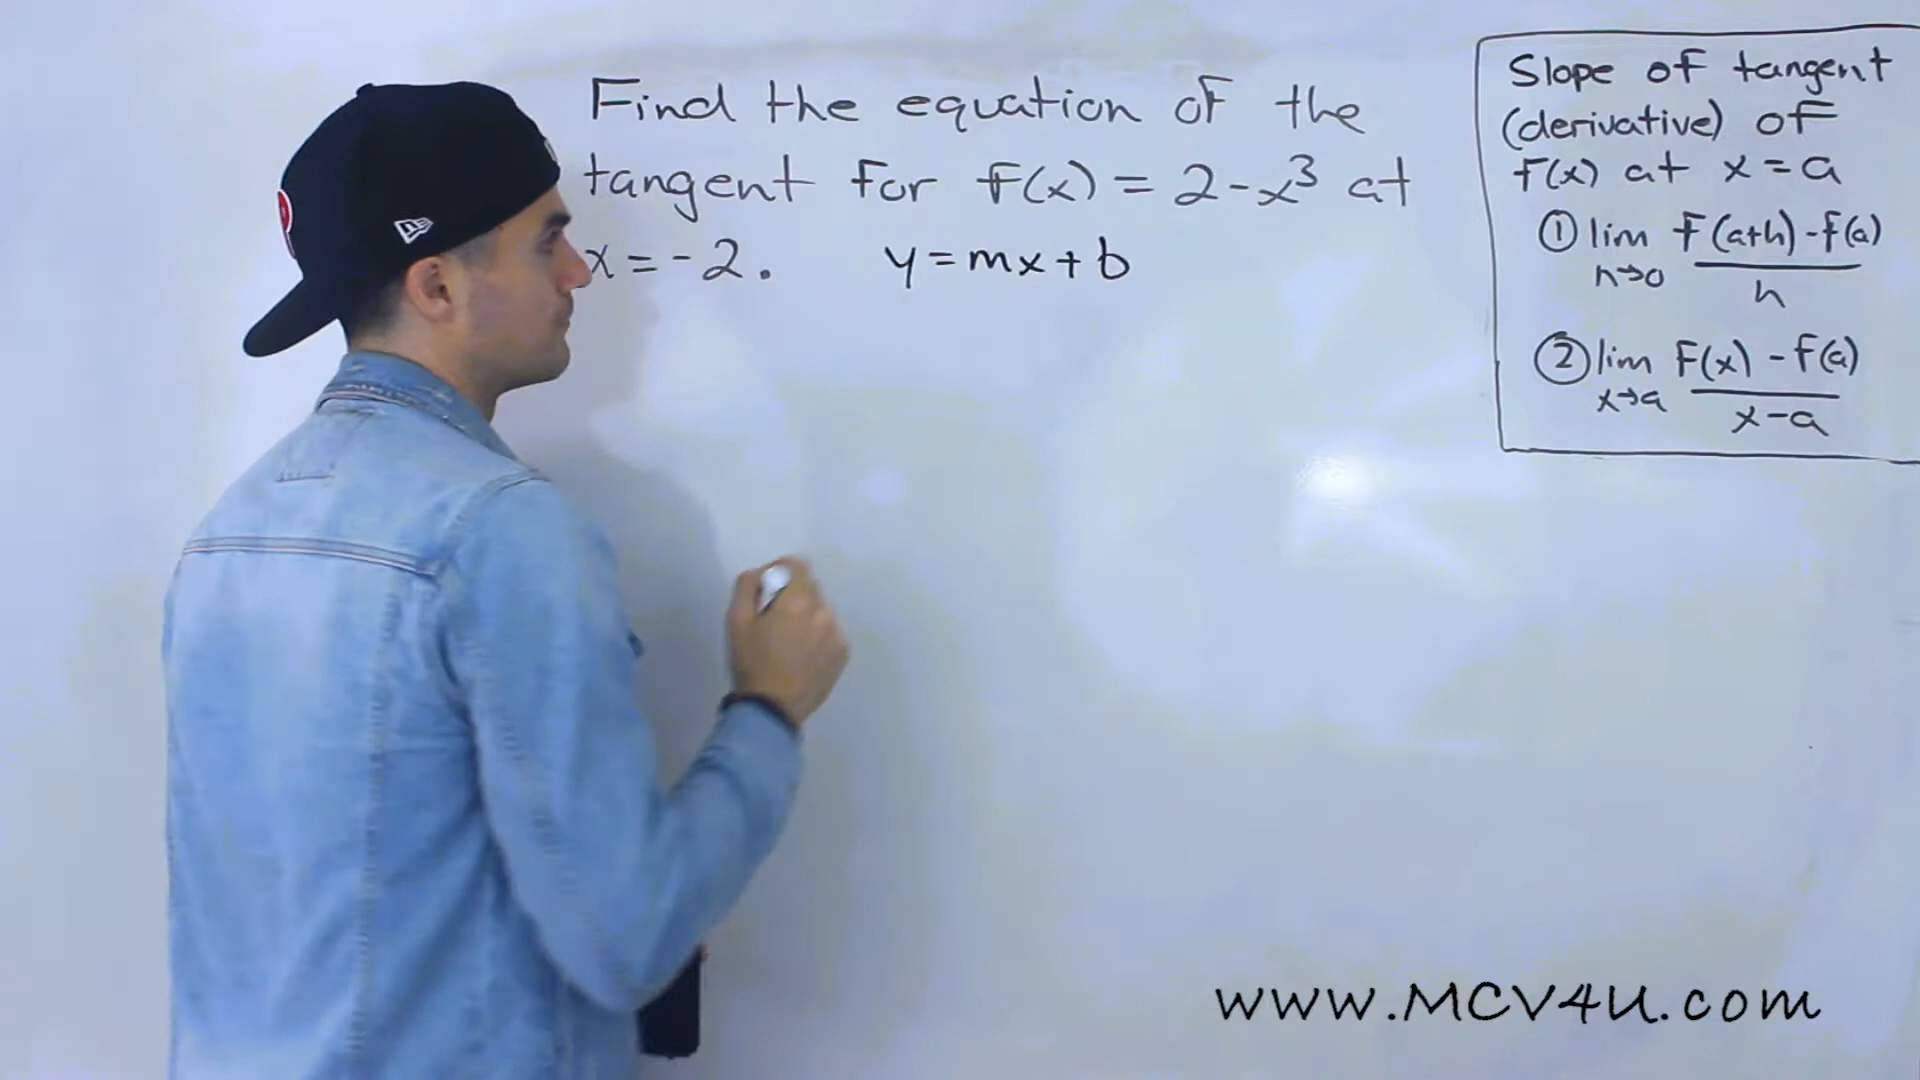 Find the equation of the
tangent for f(x) = 2 - x³ at
x = -2.
y = mx + b
Slope of tangent
(derivative) of
f(x) at x = a
① lim f(a+h) - f(a)
h→0 h
② lim f(x) - f(a)
x→a x - a
www.MCV4U.com